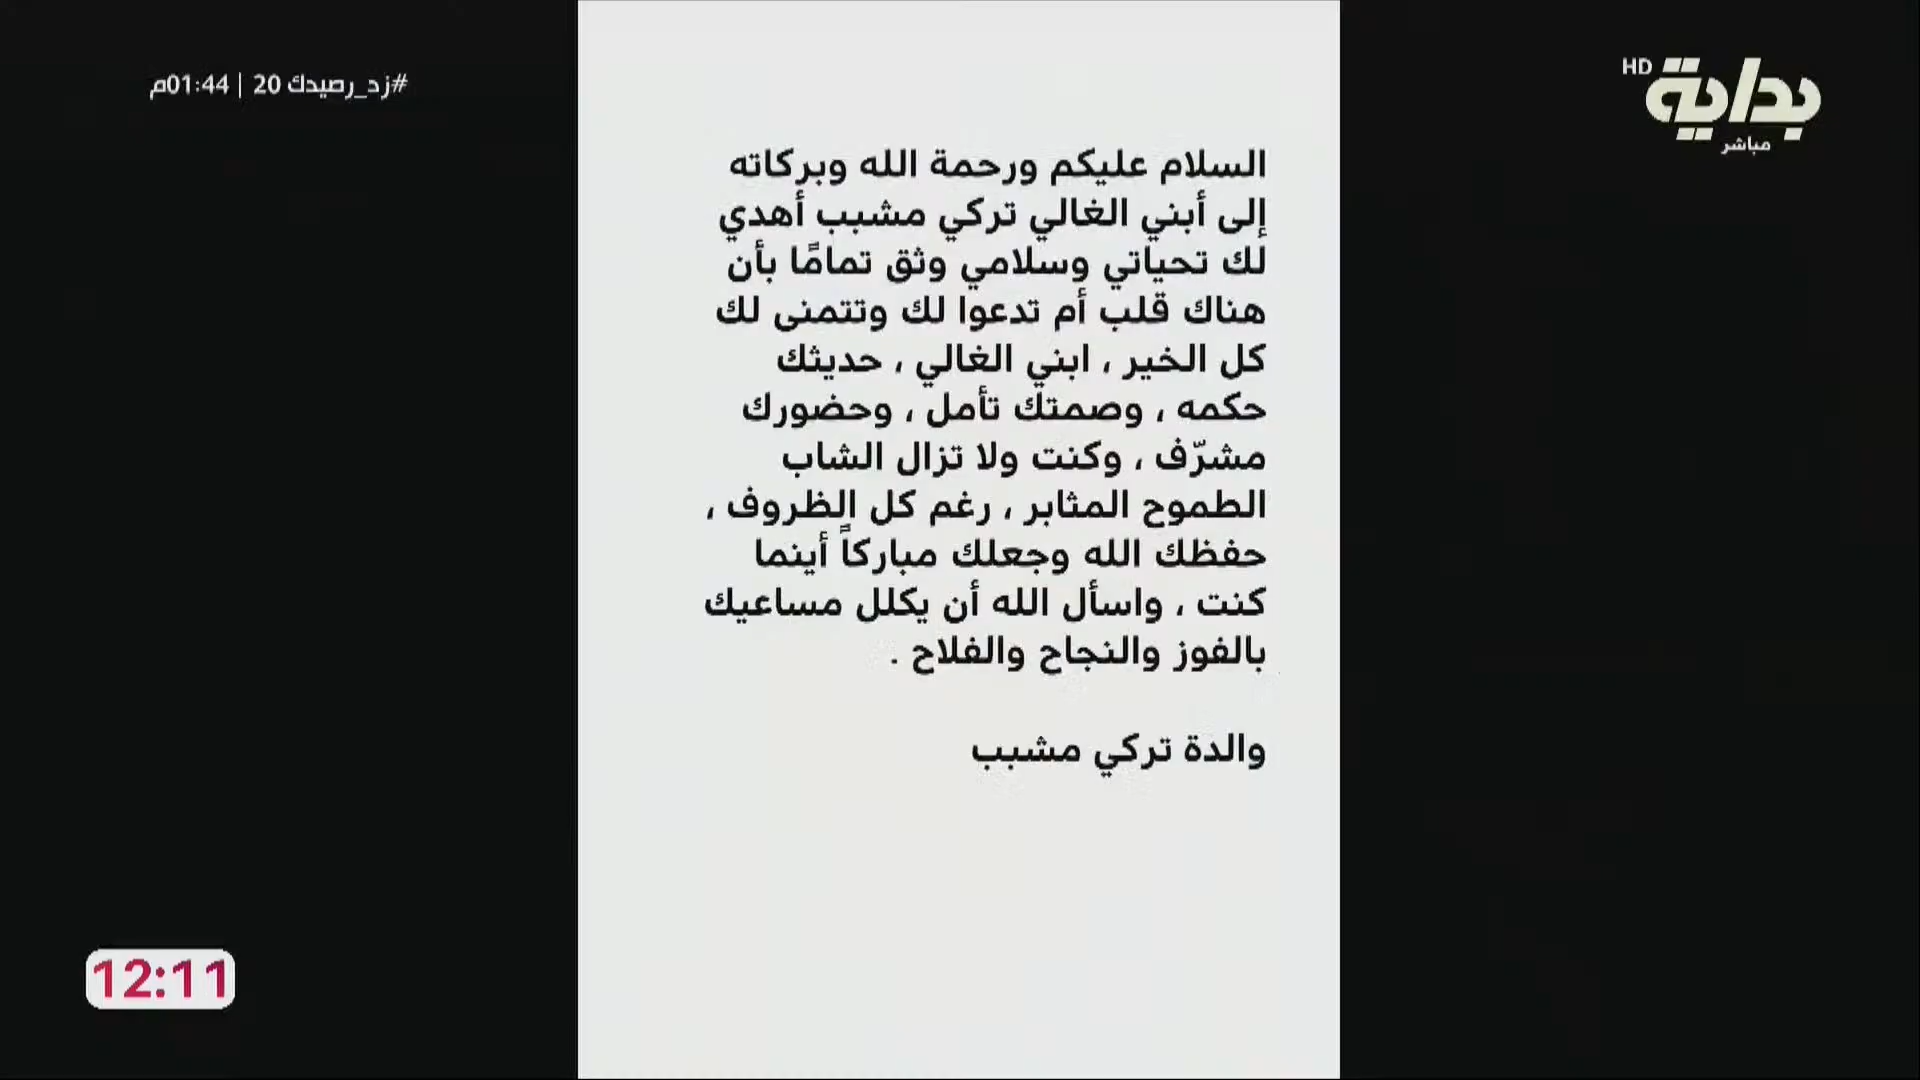 #زد_رصيدك 20 | 01:44م
HD
بداية
مباشر
السلام عليكم ورحمة الله وبركاته
إلى أبني الغالي تركي مشبب أهدي
لك تحياتي وسلامي وثق تمامًا بأن
هناك قلب أم تدعوا لك وتتمنى لك
كل الخير ، ابني الغالي ، حديثك
حكمه ، وصمتك تأمل ، وحضورك
مشرّف ، وكنت ولا تزال الشاب
الطموح المثابر ، رغم كل الظروف ،
حفظك الله وجعلك مباركاً أينما
كنت ، واسأل الله أن يكلل مساعيك
بالفوز والنجاح والفلاح .
والدة تركي مشبب
12:11